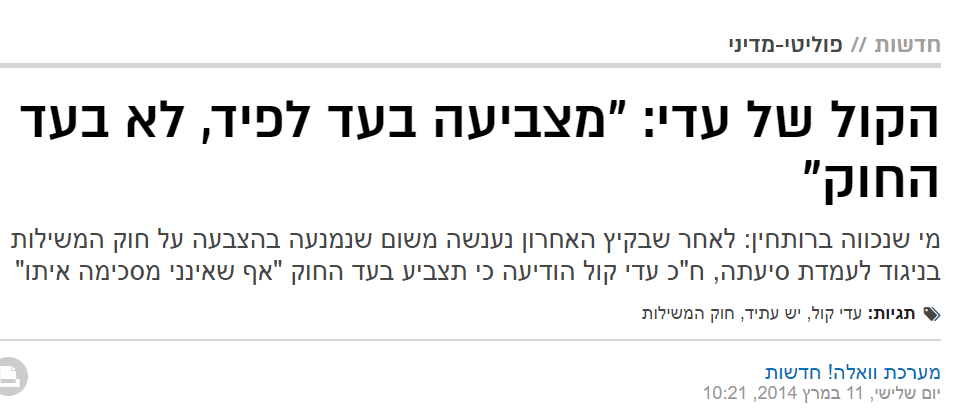 חדשות // פוליטי-מדיני
הקול של עדי: "מצביעה בעד לפיד, לא בעד
החוק"
מי שנכווה ברותחין: לאחר שבקיץ האחרון נענשה משום שנמנעה בהצבעה על חוק המשילות
בניגוד לעמדת סיעתה, ח"כ עדי קול הודיעה כי תצביע בעד החוק "אף שאינני מסכימה איתו"
תגיות: עדי קול, יש עתיד, חוק המשילות
מערכת וואלה! חדשות
יום שלישי, 11 במרץ 2014, 10:21